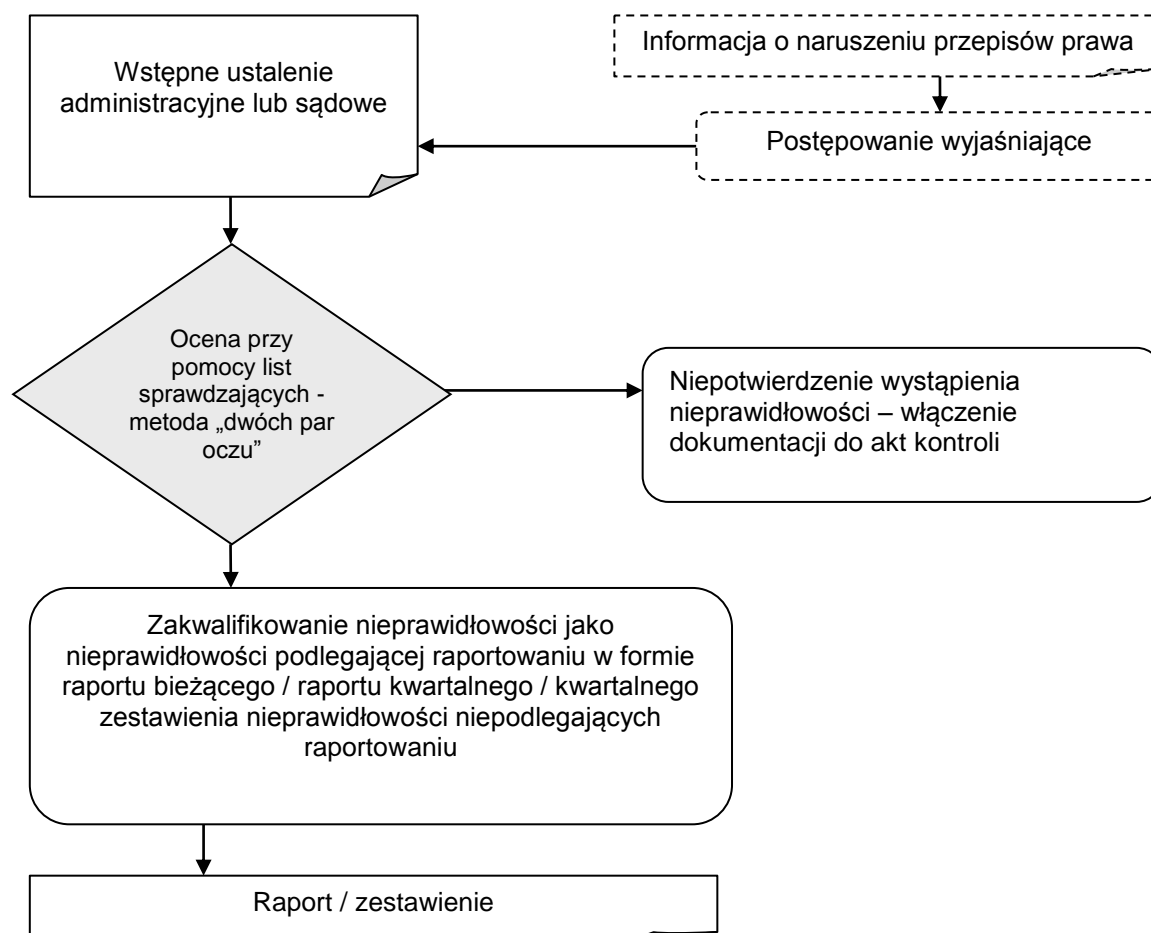 Informacja o naruszeniu przepisów prawa
Wstępne ustalenie
administracyjne lub sądowe
Postępowanie wyjaśniające
Ocena przy
pomocy list
sprawdzających -
metoda „dwóch par
oczu”
Niepotwierdzenie wystąpienia
nieprawidłowości – włączenie
dokumentacji do akt kontroli
Zakwalifikowanie nieprawidłowości jako
nieprawidłowości podlegającej raportowaniu w formie
raportu bieżącego / raportu kwartalnego / kwartalnego
zestawienia nieprawidłowości niepodlegających
raportowaniu
Raport / zestawienie